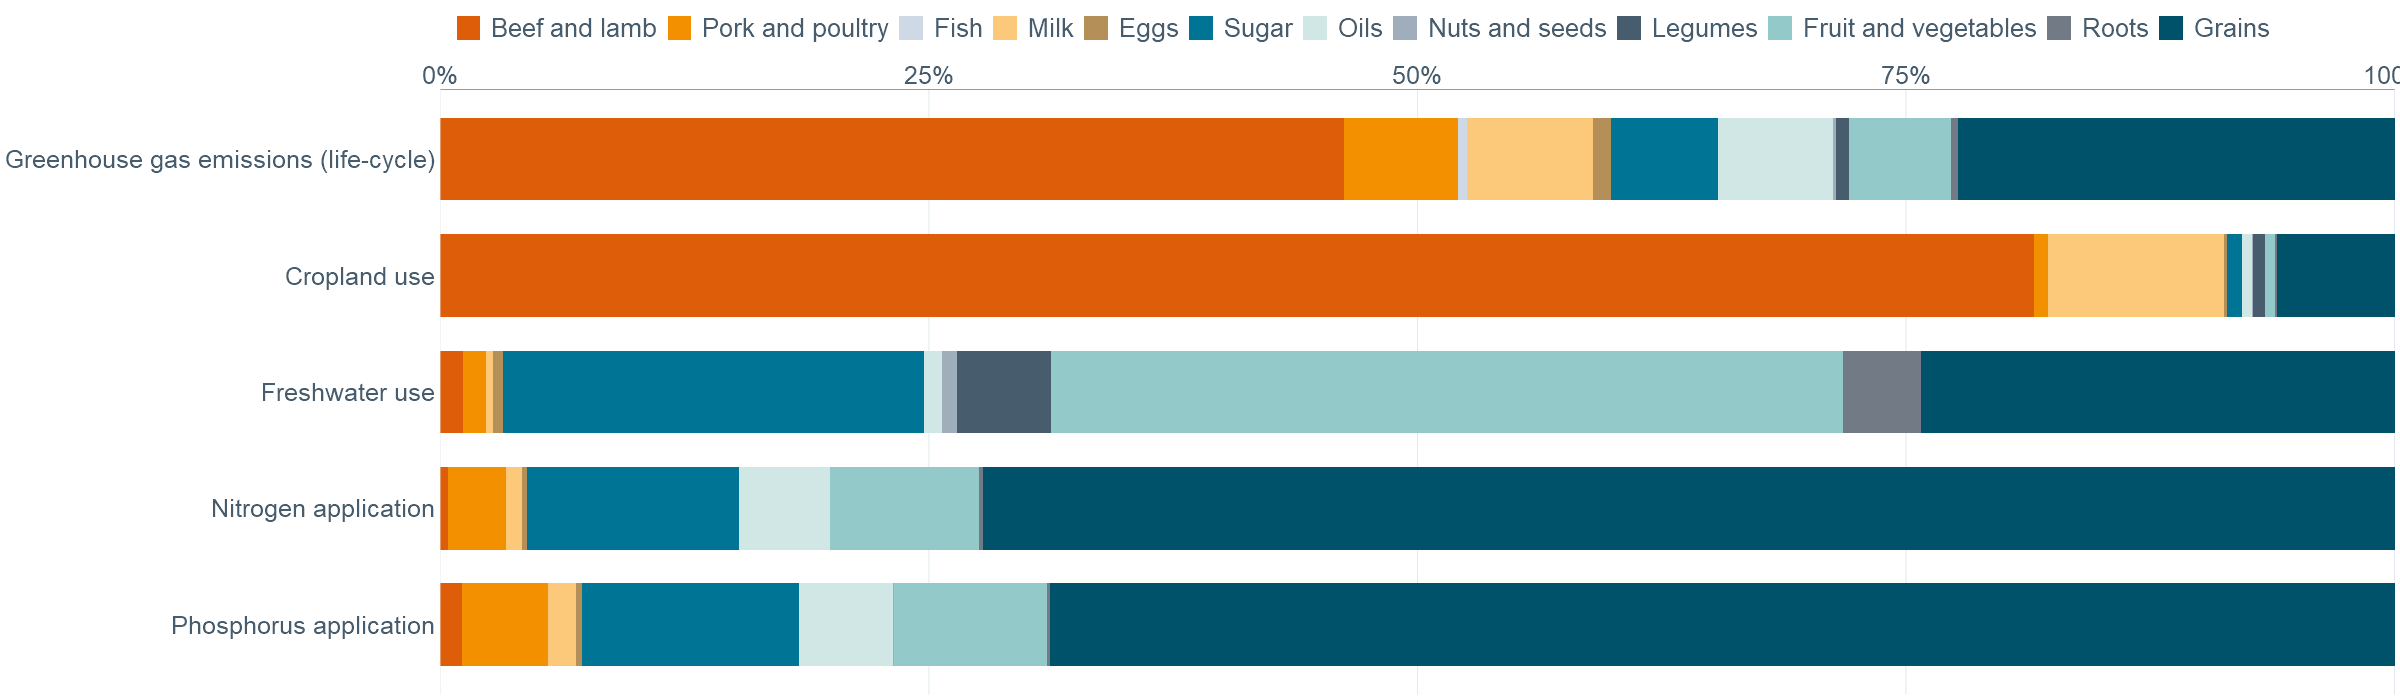 Beef and lamb Pork and poultry Fish Milk Eggs Sugar Oils Nuts and seeds Legumes Fruit and vegetables Roots Grains
0% 25% 50% 75% 100
Greenhouse gas emissions (life-cycle)
Cropland use
Freshwater use
Nitrogen application
Phosphorus application